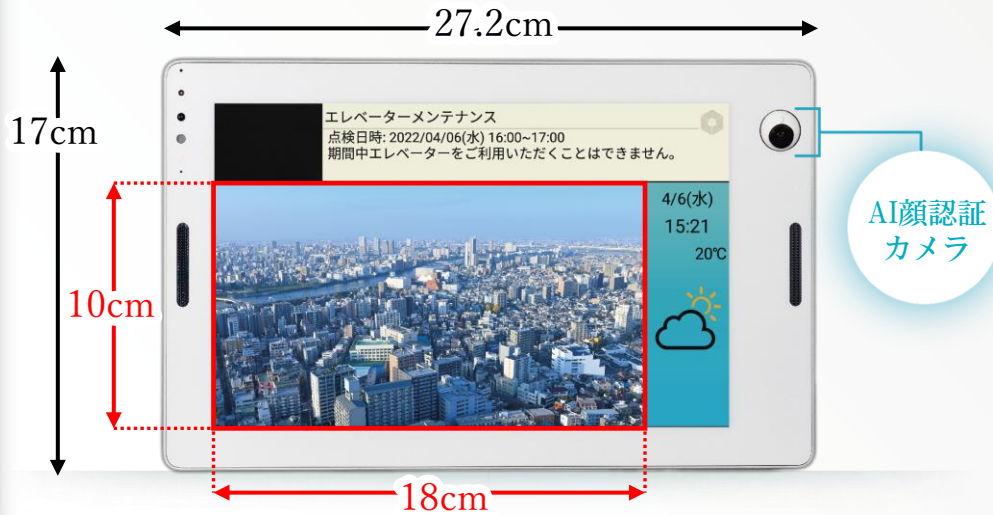 27.2cm
17cm
エレベーターメンテナンス
点検日時: 2022/04/06(水) 16:00~17:00
期間中エレベーターをご利用いただくことはできません。
4/6(水)
15:21
20℃
AI顔認証
カメラ
10cm
18cm